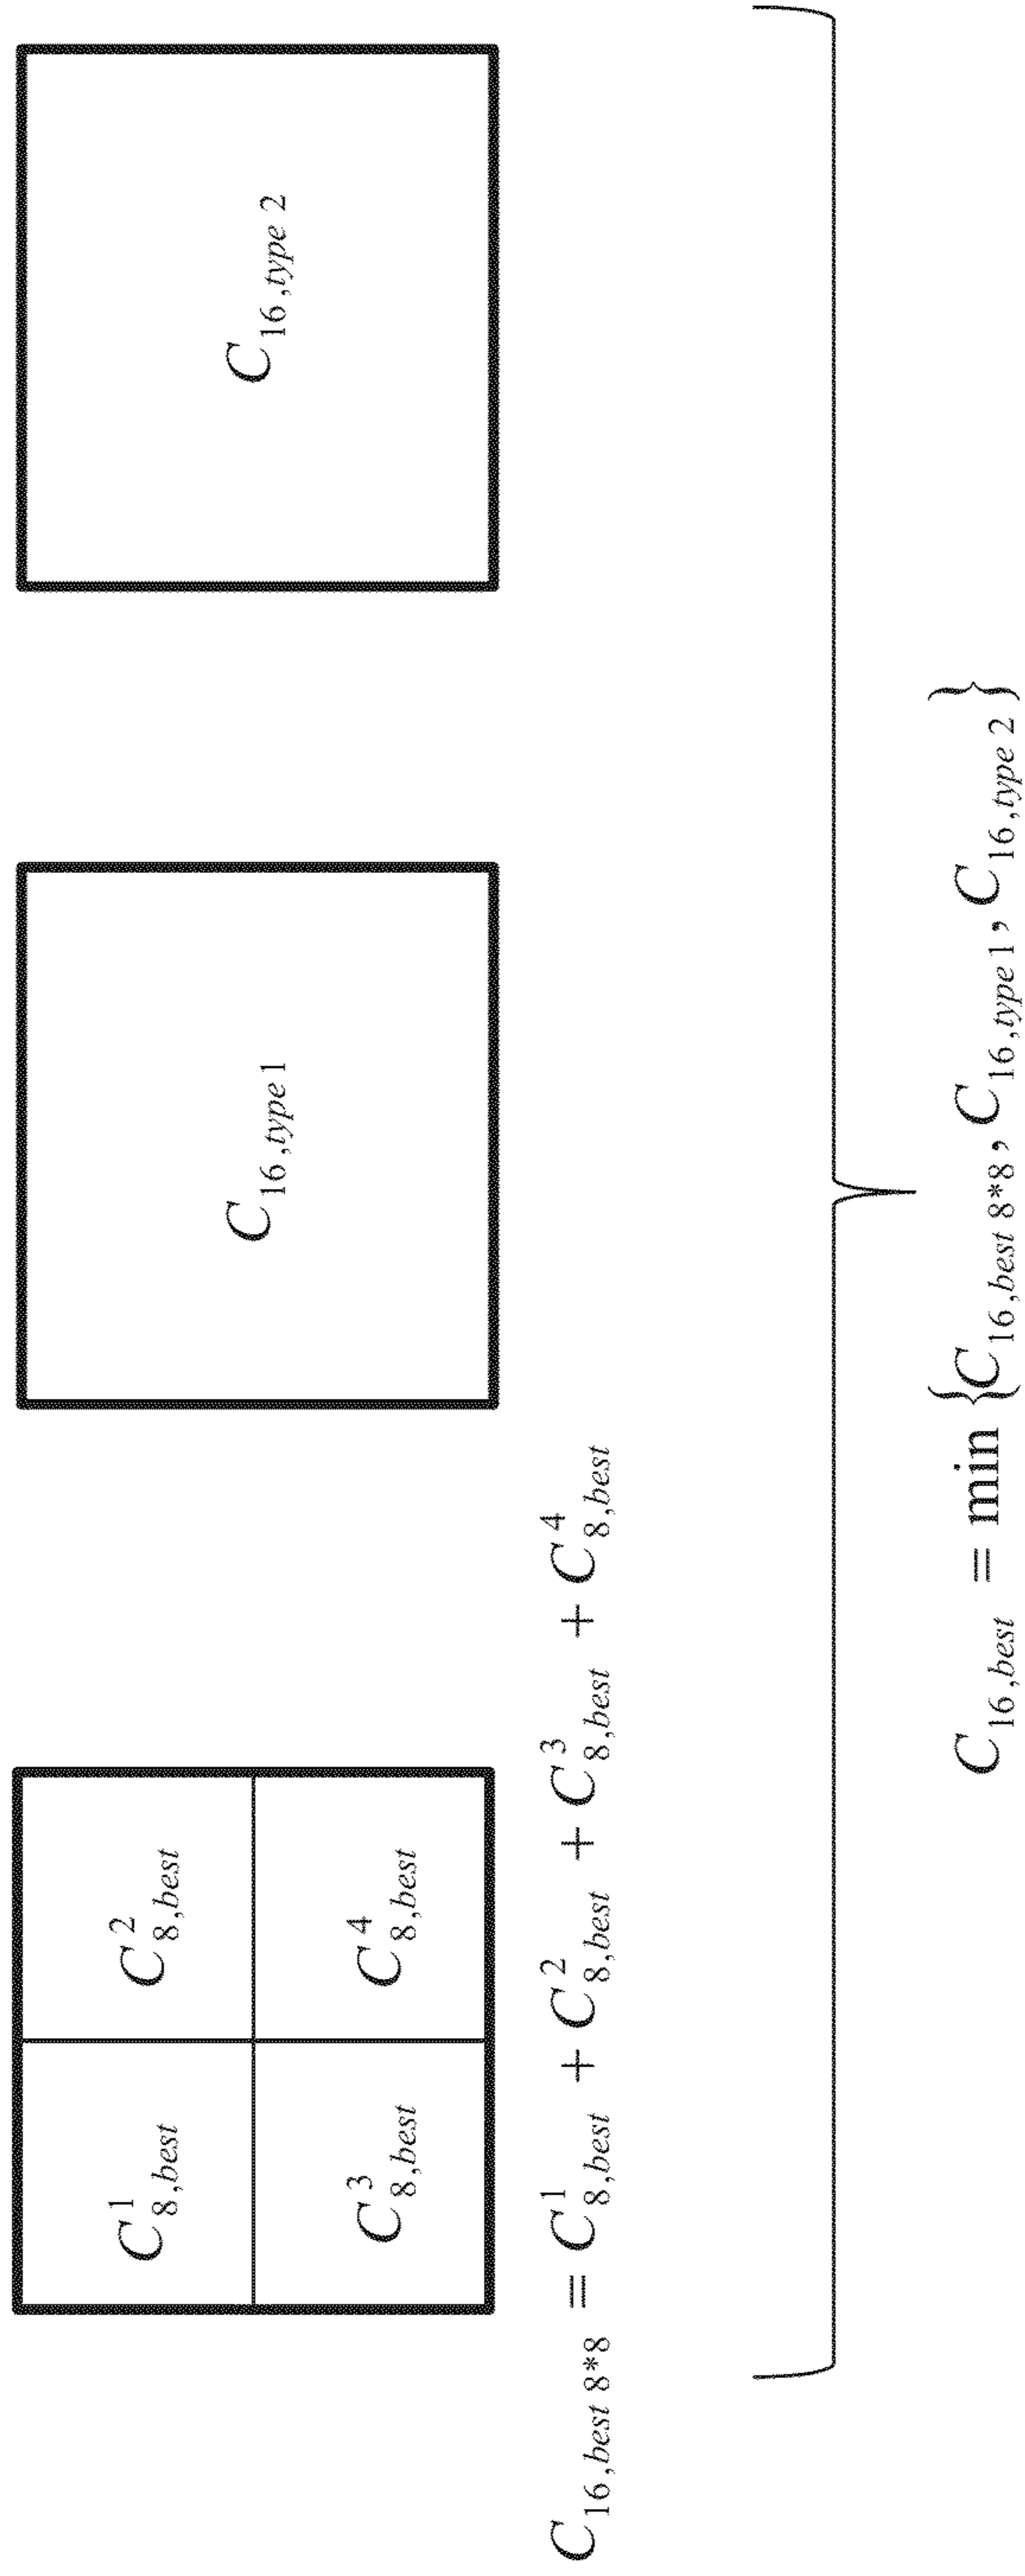 C^1_{8,best} C^2_{8,best} C_{16,type 1} C_{16,type 2}
C^3_{8,best} C^4_{8,best}
C_{16,best 8*8} = C^1_{8,best} + C^2_{8,best} + C^3_{8,best} + C^4_{8,best}
C_{16,best} = min {C_{16,best 8*8}, C_{16,type 1}, C_{16,type 2}}